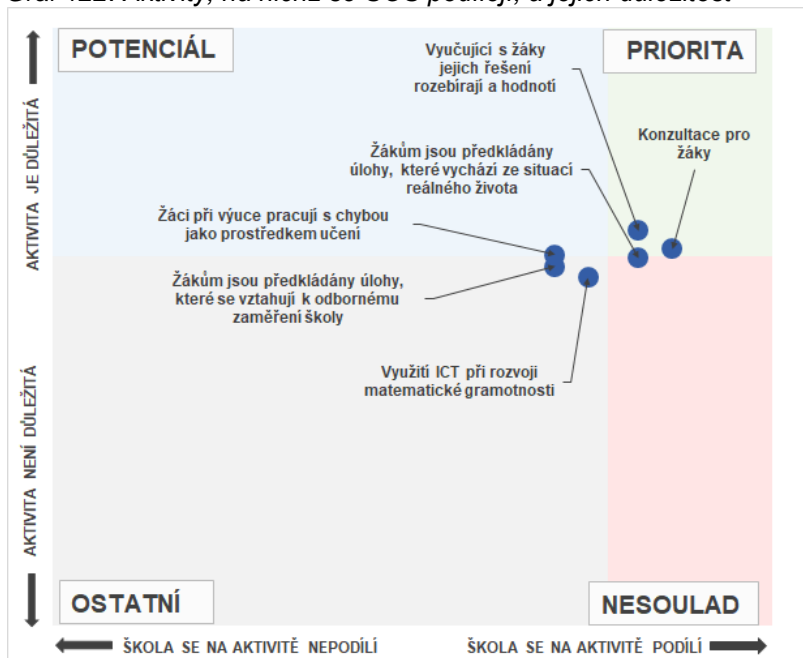 POTENCIÁL
PRIORITA
Vyučující s žáky
jejich řešení
rozebírají a hodnotí
Konzultace pro
žáky
Žákům jsou předkládány
úlohy, které vychází ze situací
reálného života
Žáci při výuce pracují s chybou
jako prostředkem učení
Žákům jsou předkládány úlohy,
které se vztahují k odbornému
zaměření školy
Využití ICT při rozvoji
matematické gramotnosti
AKTIVITA JE DŮLEŽITÁ
AKTIVITA NENÍ DŮLEŽITÁ
OSTATNÍ
NESOULAD
ŠKOLA SE NA AKTIVITĚ NEPODÍLÍ
ŠKOLA SE NA AKTIVITĚ PODÍLÍ